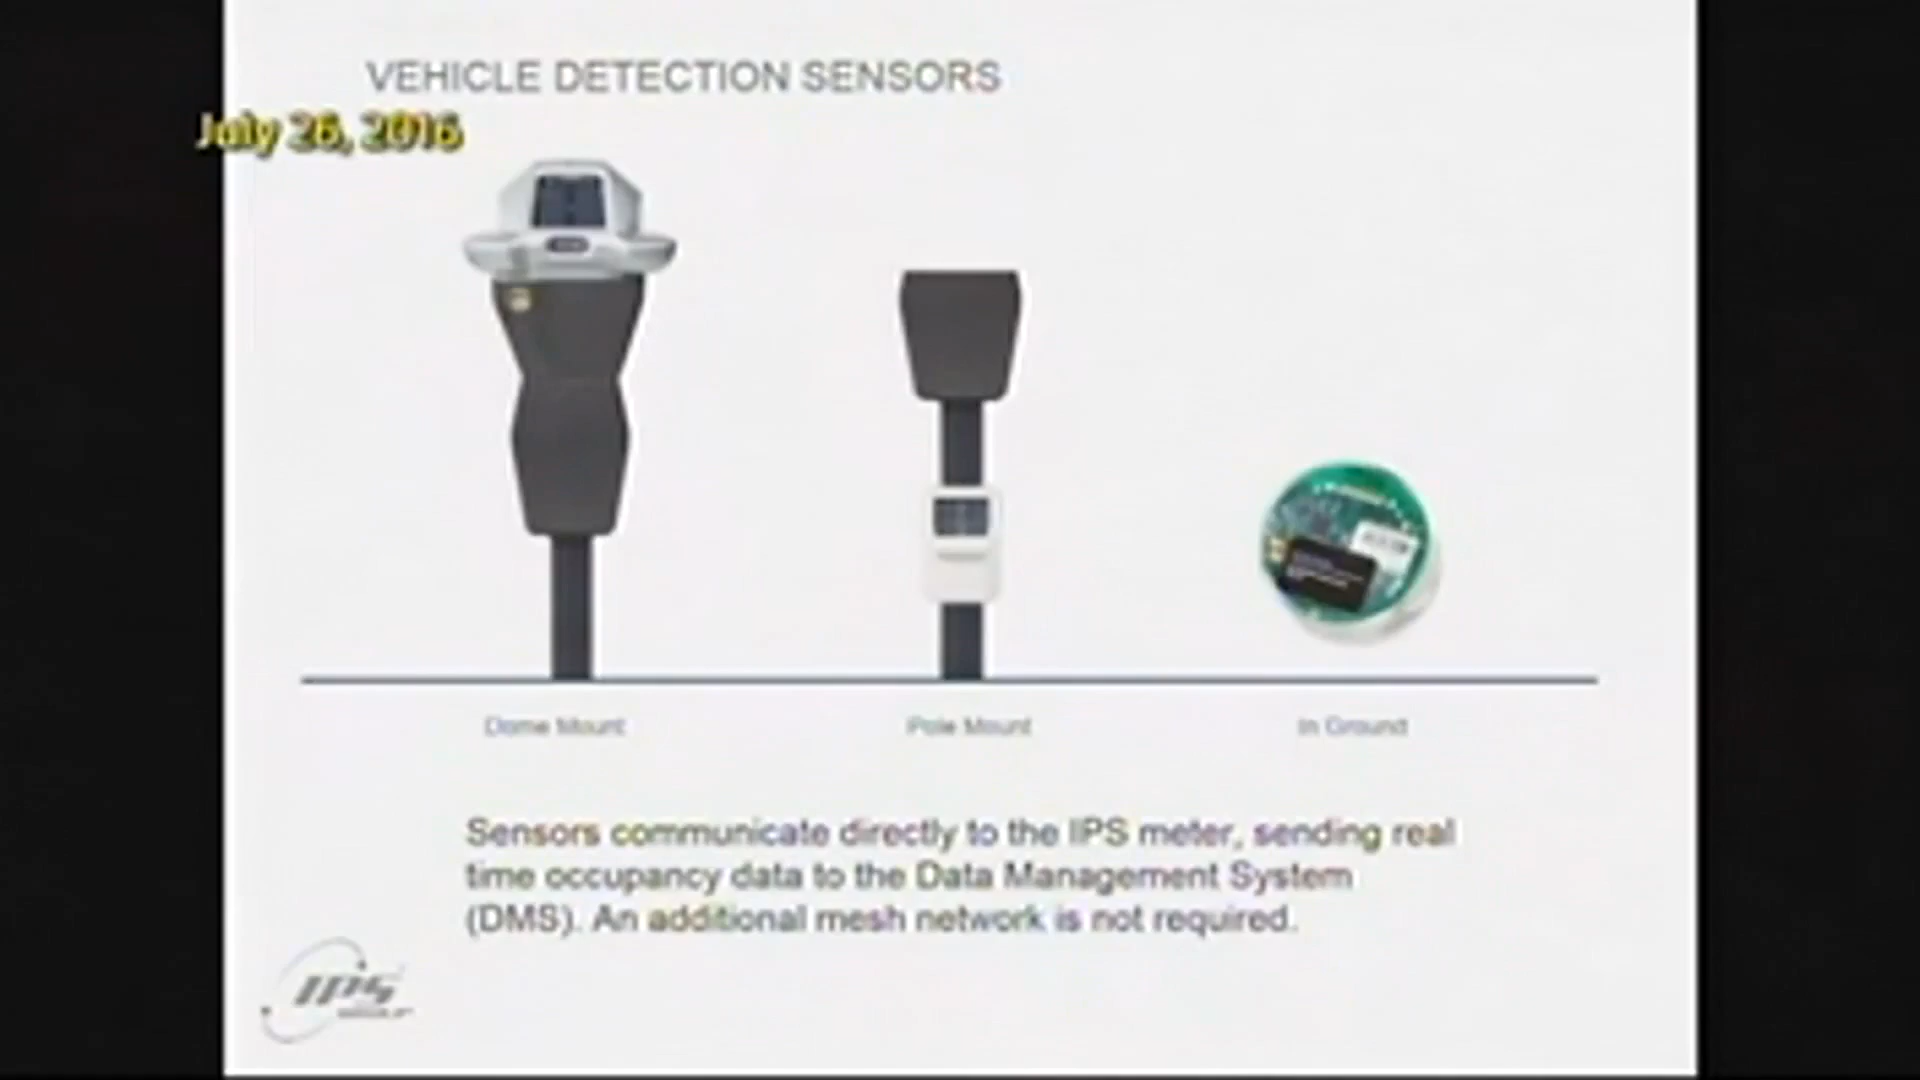 VEHICLE DETECTION SENSORS
July 26, 2016
Dome Mount
Pole Mount
In Ground
Sensors communicate directly to the IPS meter, sending real
time occupancy data to the Data Management System
(DMS). An additional mesh network is not required.
IPS
GROUP